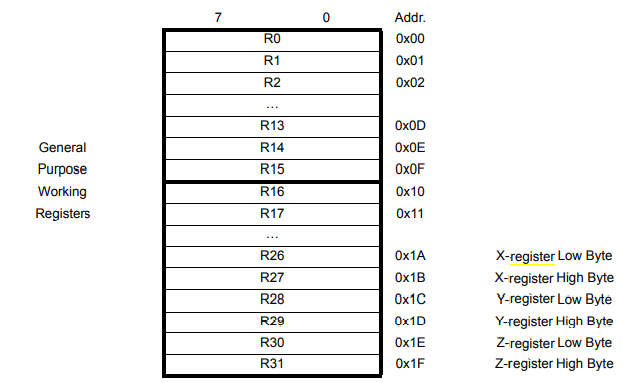 7 0 Addr.
R0 0x00
R1 0x01
R2 0x02
...
R13 0x0D
General R14 0x0E
Purpose R15 0x0F
Working R16 0x10
Registers R17 0x11
...
R26 0x1A X-register Low Byte
R27 0x1B X-register High Byte
R28 0x1C Y-register Low Byte
R29 0x1D Y-register High Byte
R30 0x1E Z-register Low Byte
R31 0x1F Z-register High Byte